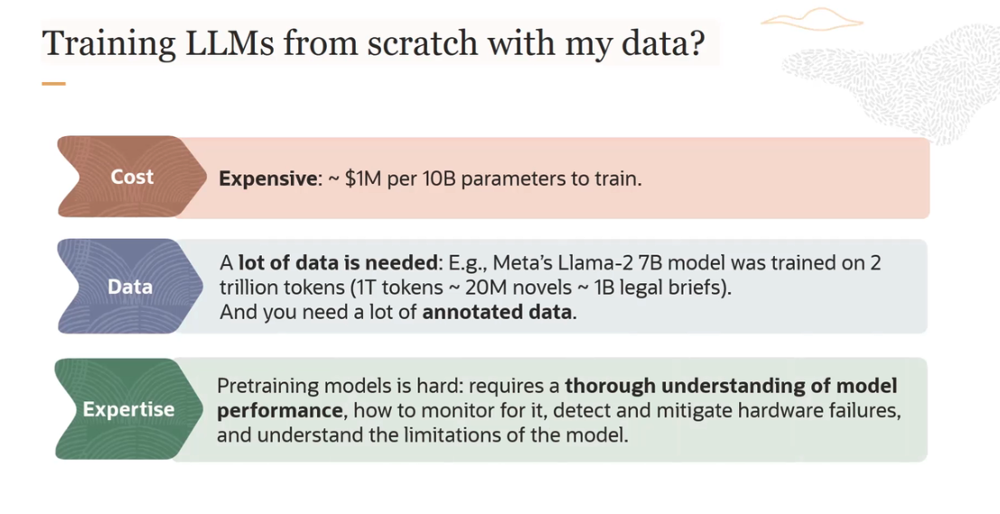 Training LLMs from scratch with my data?
Cost
Expensive: ~ $1M per 10B parameters to train.
Data
A lot of data is needed: E.g., Meta's Llama-2 7B model was trained on 2
trillion tokens (1T tokens ~ 20M novels ~ 1B legal briefs).
And you need a lot of annotated data.
Expertise
Pretraining models is hard: requires a thorough understanding of model
performance, how to monitor for it, detect and mitigate hardware failures,
and understand the limitations of the model.